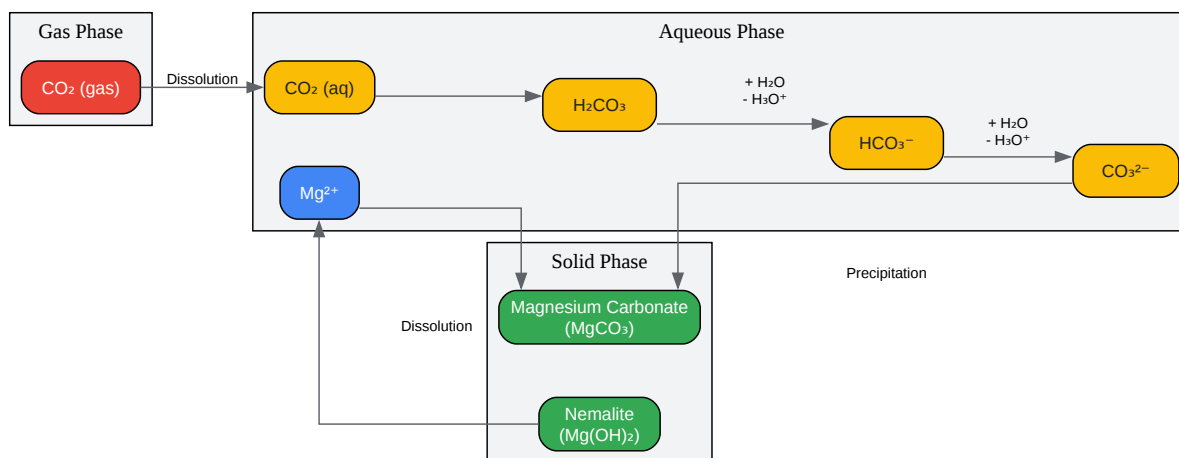 Gas Phase
CO₂ (gas)
Dissolution
Aqueous Phase
CO₂ (aq)
H₂CO₃
+ H₂O
- H₃O⁺
HCO₃⁻
+ H₂O
- H₃O⁺
CO₃²⁻
Mg²⁺
Solid Phase
Precipitation
Magnesium Carbonate
(MgCO₃)
Dissolution
Nemalite
(Mg(OH)₂)